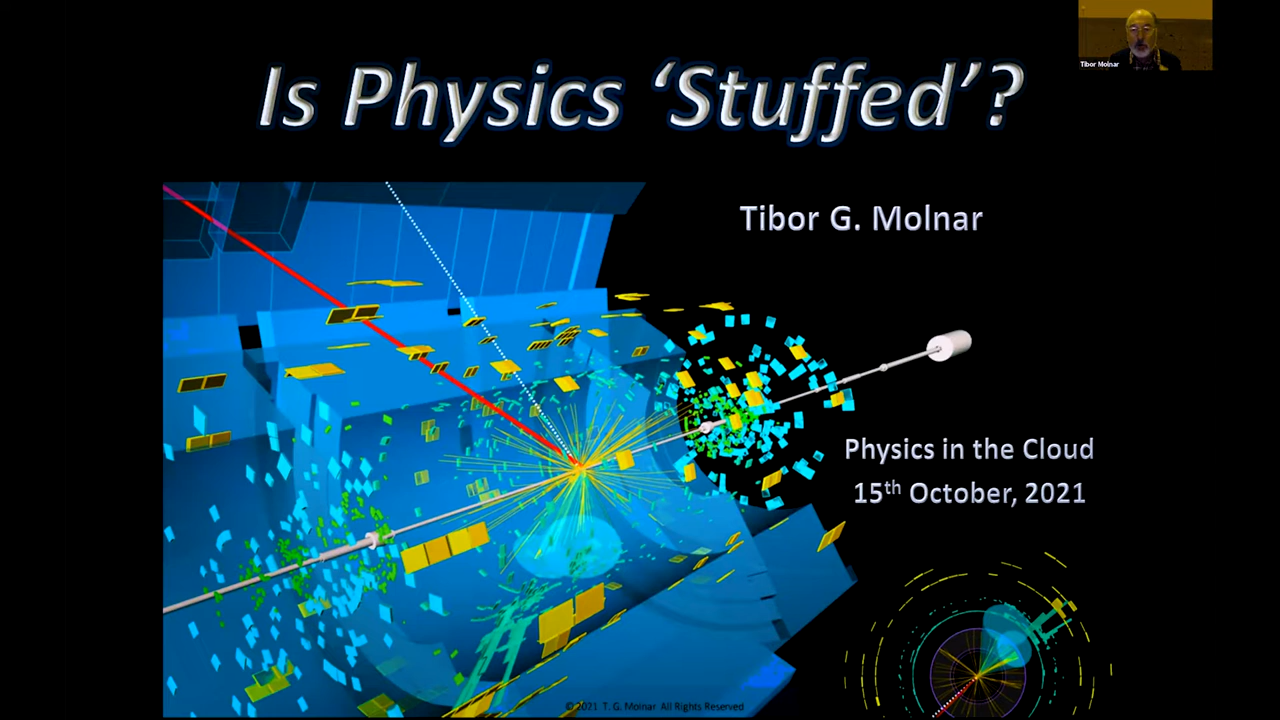 Is Physics ‘Stuffed’?
Tibor Molnar
Tibor G. Molnar
Physics in the Cloud
15th October, 2021
© 2021 T. G. Molnar All Rights Reserved